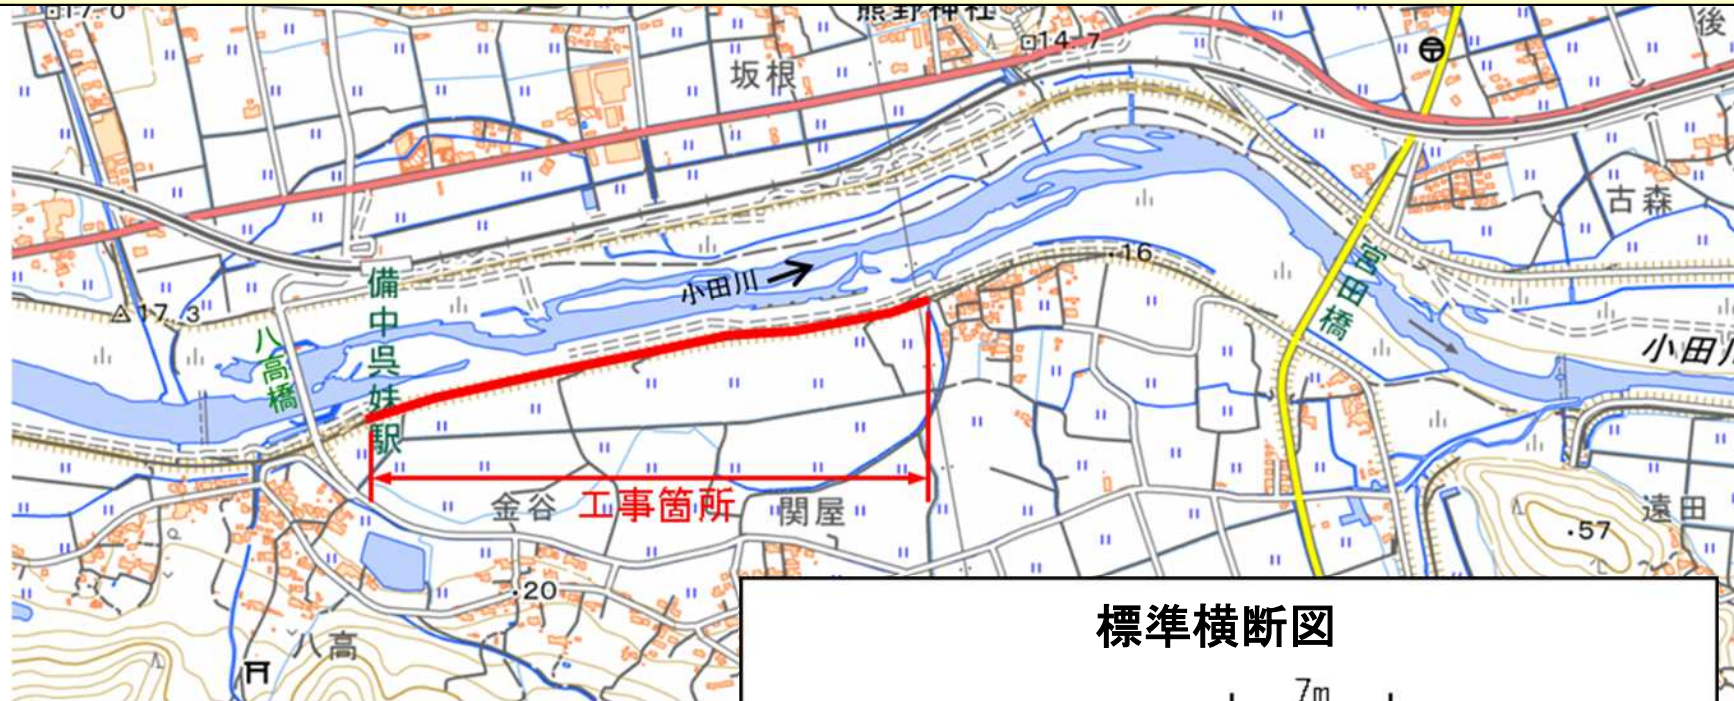 17.0
熊野神社
14.7
後
坂根
古森
備中呉妹駅
17.3
八高橋
小田川
16
宮田橋
小田川
金谷
工事箇所
関屋
遠田
57
20
八高
標準横断図
7m